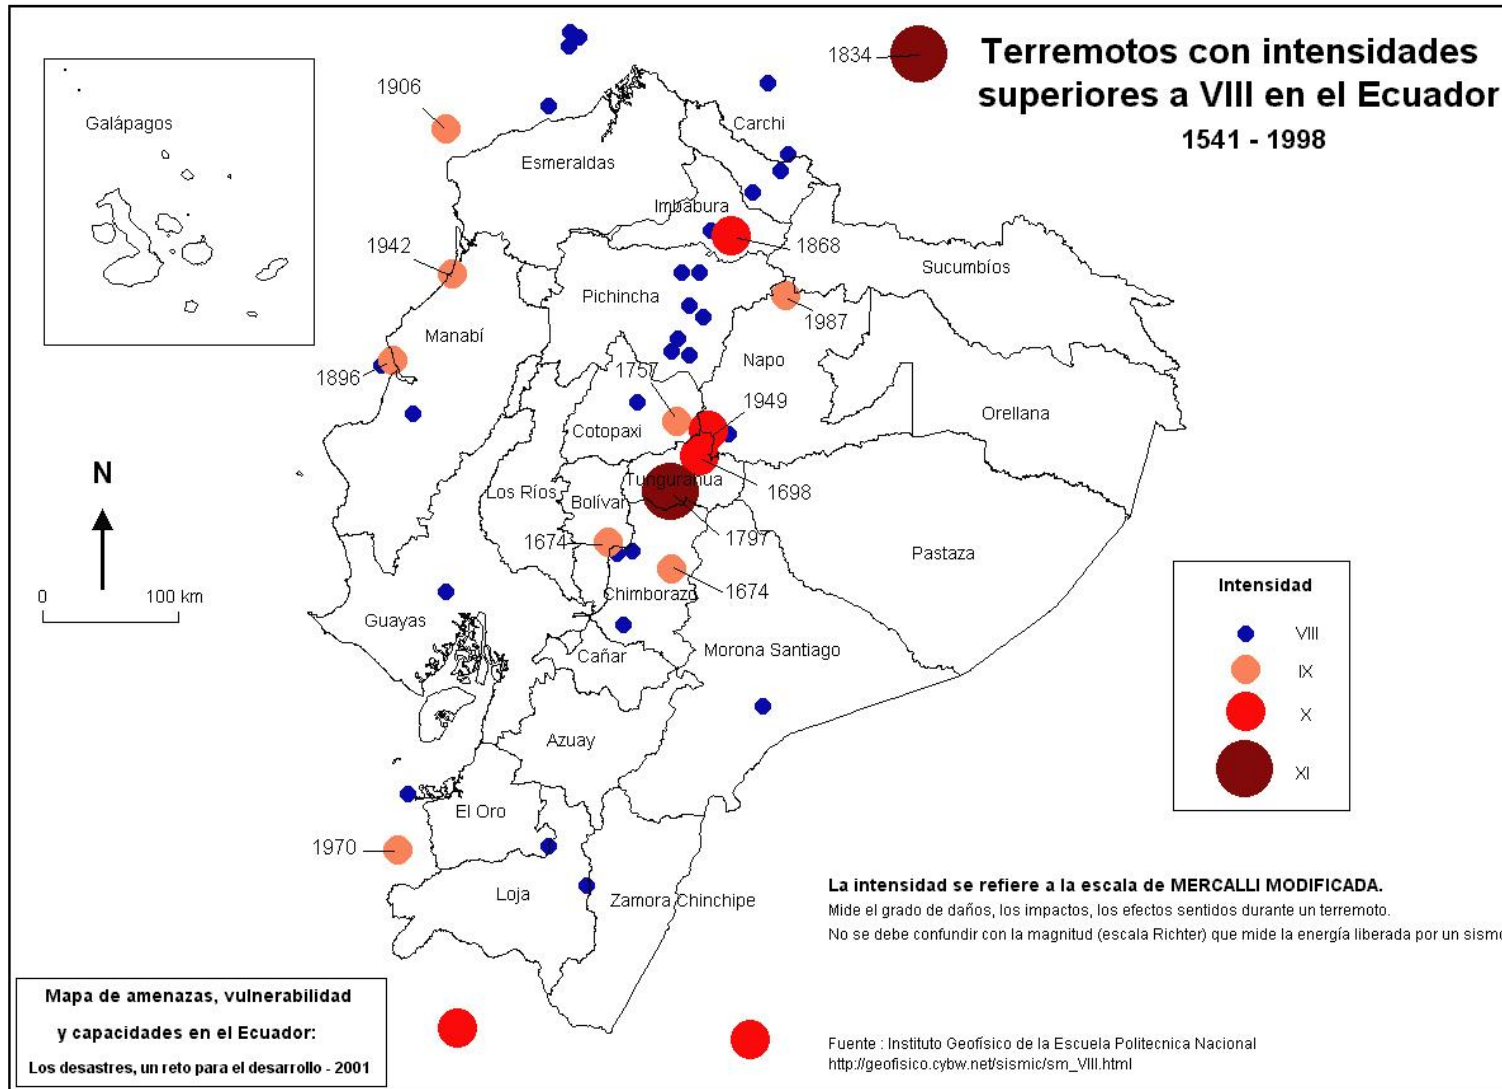 Terremotos con intensidades
superiores a VIII en el Ecuador
1541 - 1998
1834
1906
Galápagos
Carchi
Esmeraldas
Imbabura
1942
1868
Sucumbíos
Pichincha
1987
Manabí
Napo
1896
1757
1949
Orellana
Cotopaxi
N
Tungurahua
Los Ríos
Bolívar
1698
1674
1797
Pastaza
0
100 km
Chimborazo
1674
Guayas
Cañar
Morona Santiago
Azuay
El Oro
1970
Loja
Zamora Chinchipe
Intensidad
VIII
IX
X
XI
La intensidad se refiere a la escala de MERCALLI MODIFICADA.
Mide el grado de daños, los impactos, los efectos sentidos durante un terremoto.
No se debe confundir con la magnitud (escala Richter) que mide la energía liberada por un sismo
Mapa de amenazas, vulnerabilidad
y capacidades en el Ecuador:
Los desastres, un reto para el desarrollo - 2001
Fuente : Instituto Geofísico de la Escuela Politecnica Nacional
http://geofisico.cybw.net/sismic/sm_VIII.html